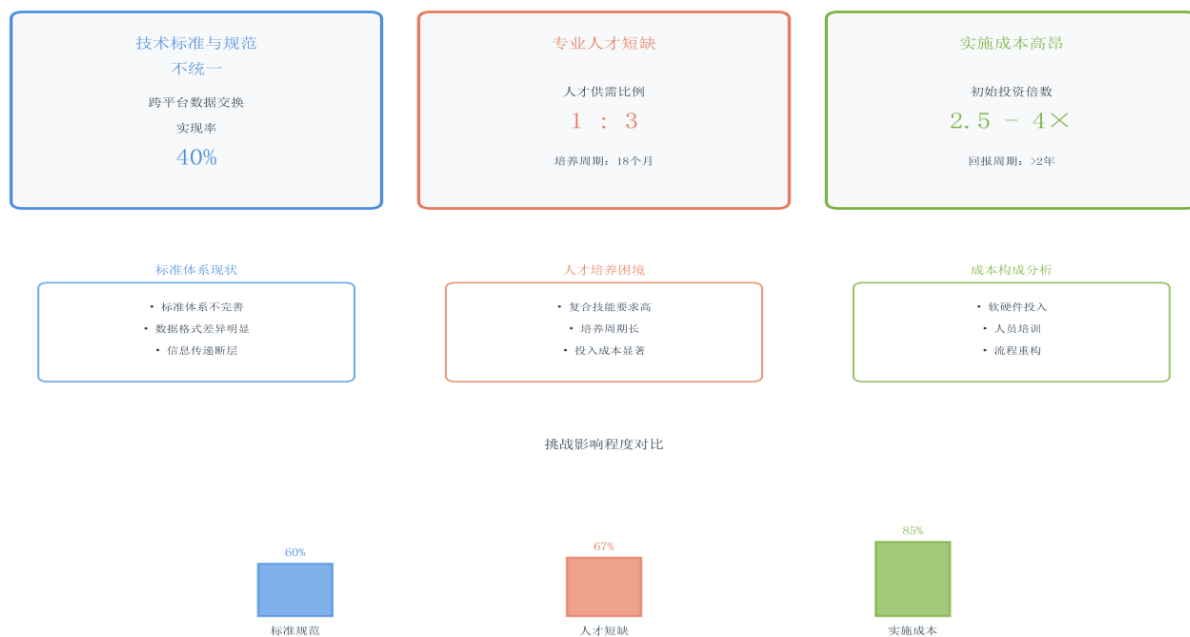 技术标准与规范
不统一
跨平台数据交换
实现率
40%
专业人才短缺
人才供需比例
1 : 3
培养周期: 18个月
实施成本高昂
初始投资倍数
2.5 - 4×
回报周期: >2年
标准体系现状
• 标准体系不完善
• 数据格式差异明显
• 信息传递断层
人才培养困境
• 复合技能要求高
• 培养周期长
• 投入成本显著
成本构成分析
• 软硬件投入
• 人员培训
• 流程重构
挑战影响程度对比
60%
67%
85%
标准规范
人才短缺
实施成本